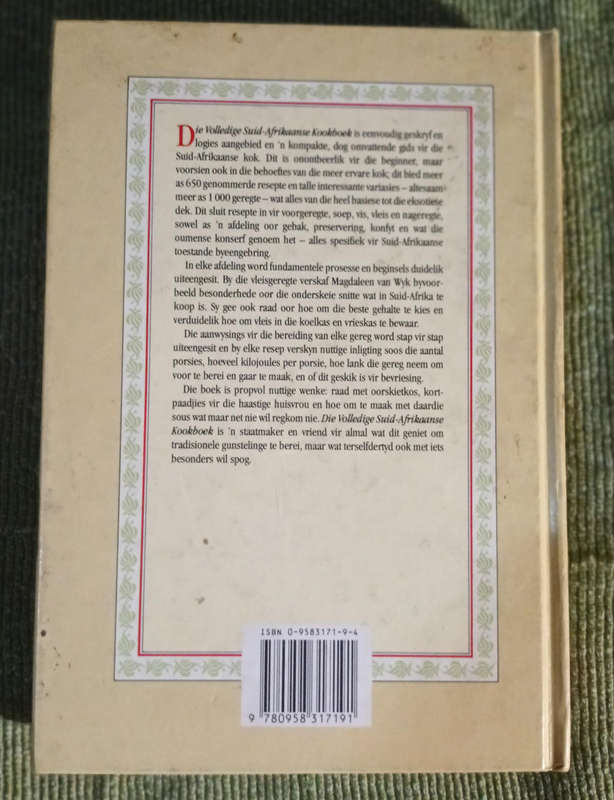 Die Volledige Suid-Afrikaanse Kookboek is eenvoudig geskryf en
logies aangebied en 'n kompakte, dog omvattende gids vir die
Suid-Afrikaanse kok. Dit is onontbeerlik vir die beginner, maar
voorsien ook in die behoeftes van die meer ervare kok; dit bied meer
as 650 genommerde resepte en talle interessante variasies – altesaam
meer as 1 000 geregte – wat alles van die heel basiese tot die eksotiese
dek. Dit sluit resepte in vir voorgeregte, soep, vis, vleis en nageregte,
sowel as 'n afdeling oor gebak, preservering, konfyt en wat die
oumense konserf genoem het – alles spesifiek vir Suid-Afrikaanse
toestande byeengebring.
In elke afdeling word fundamentele prosesse en beginsels duidelik
uiteengesit. By die vleisgeregte verskaf Magdaleen van Wyk byvoor-
beeld besonderhede oor die onderskeie snitte wat in Suid-Afrika te
koop is. Sy gee ook raad oor hoe om die beste gehalte te kies en
verduidelik hoe om vleis in die koelkas en vrieskas te bewaar.
Die aanwysings vir die bereiding van elke gereg word stap vir stap
uiteengesit en by elke resep verskyn nuttige inligting soos die aantal
porsies, hoeveel kilojoules per porsie, hoe lank die gereg neem om
voor te berei en gaar te maak, en of dit geskik is vir bevriesing.
Die boek is propvol nuttige wenke: raad met oorskietkos, kort-
paadjies vir die haastige huisvrou en hoe om te maak met daardie
sous wat maar net nie wil regkom nie. Die Volledige Suid-Afrikaanse
Kookboek is 'n staatmaker en vriend vir almal wat dit geniet om
tradisionele gunstelinge te berei, maar wat terselfdertyd ook met iets
besonders wil spog.
ISBN 0-9583171-9-4
9 780958 317191